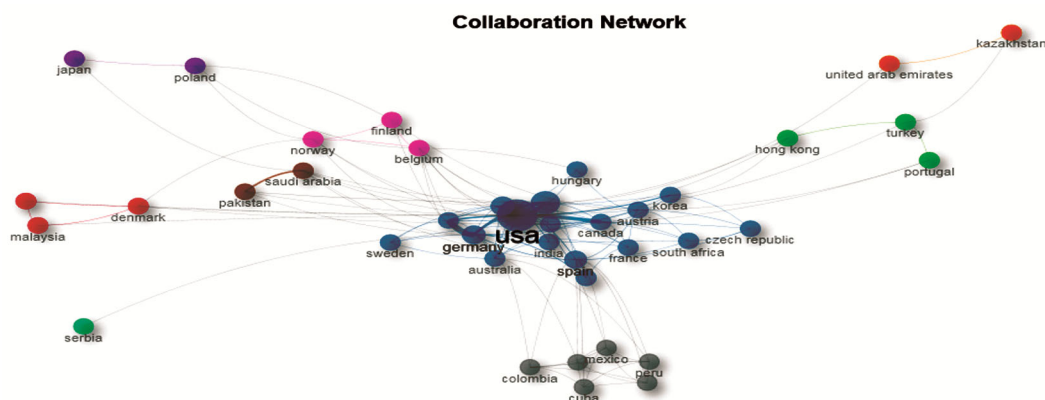 Collaboration Network
kazakhstan
japan
poland
united arab emirates
finland
turkey
norway
belgium
hong kong
saudi arabia
hungary
portugal
pakistan
denmark
korea
malaysia
austria
canada
usa
germany
india
czech republic
sweden
france
south africa
australia
spain
serbia
mexico
colombia
peru
cuba